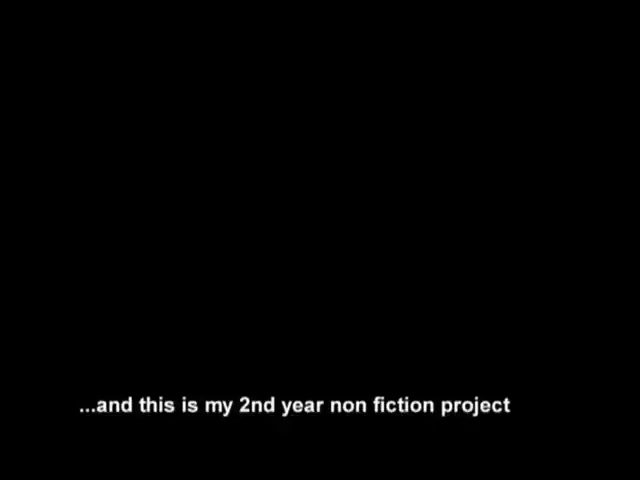 ...and this is my 2nd year non fiction project